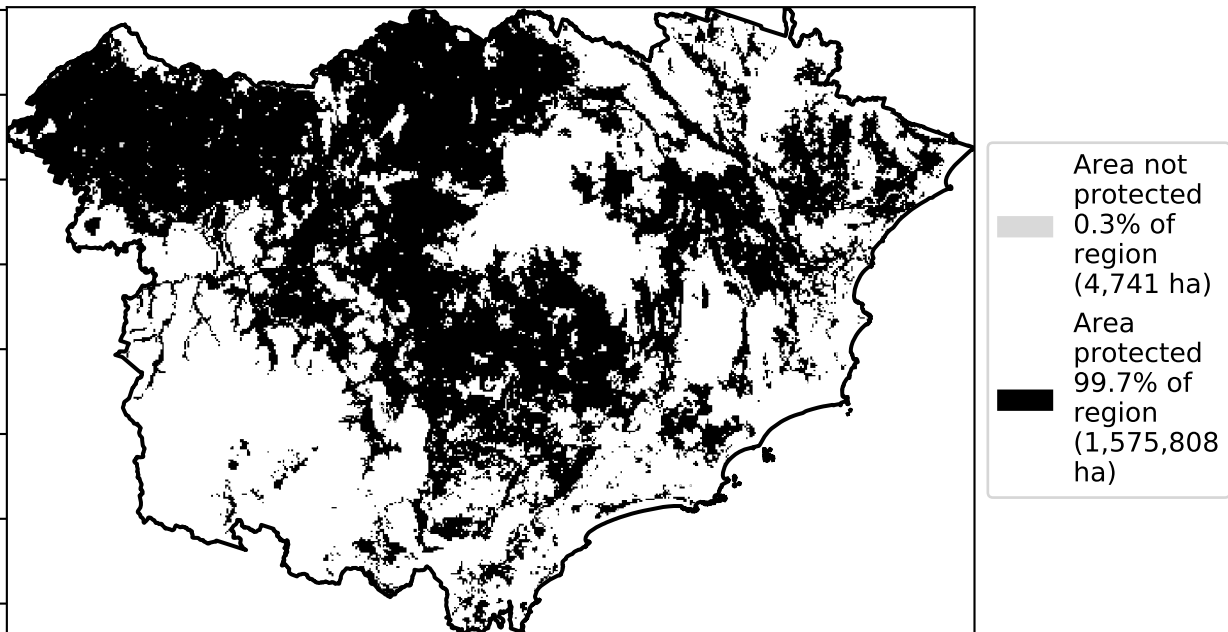 Area not
protected
0.3% of
region
(4,741 ha)
Area
protected
99.7% of
region
(1,575,808
ha)